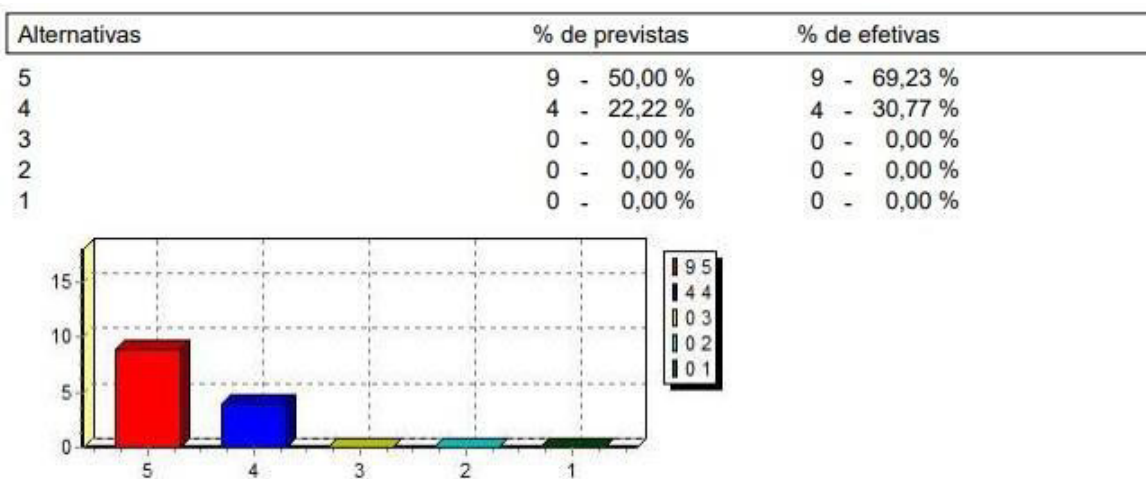 Alternativas % de previstas % de efetivas
5 9 - 50,00 % 9 - 69,23 %
4 4 - 22,22 % 4 - 30,77 %
3 0 - 0,00 % 0 - 0,00 %
2 0 - 0,00 % 0 - 0,00 %
1 0 - 0,00 % 0 - 0,00 %
15
10
5
0
5 4 3 2 1
9 5
4 4
0 3
0 2
0 1